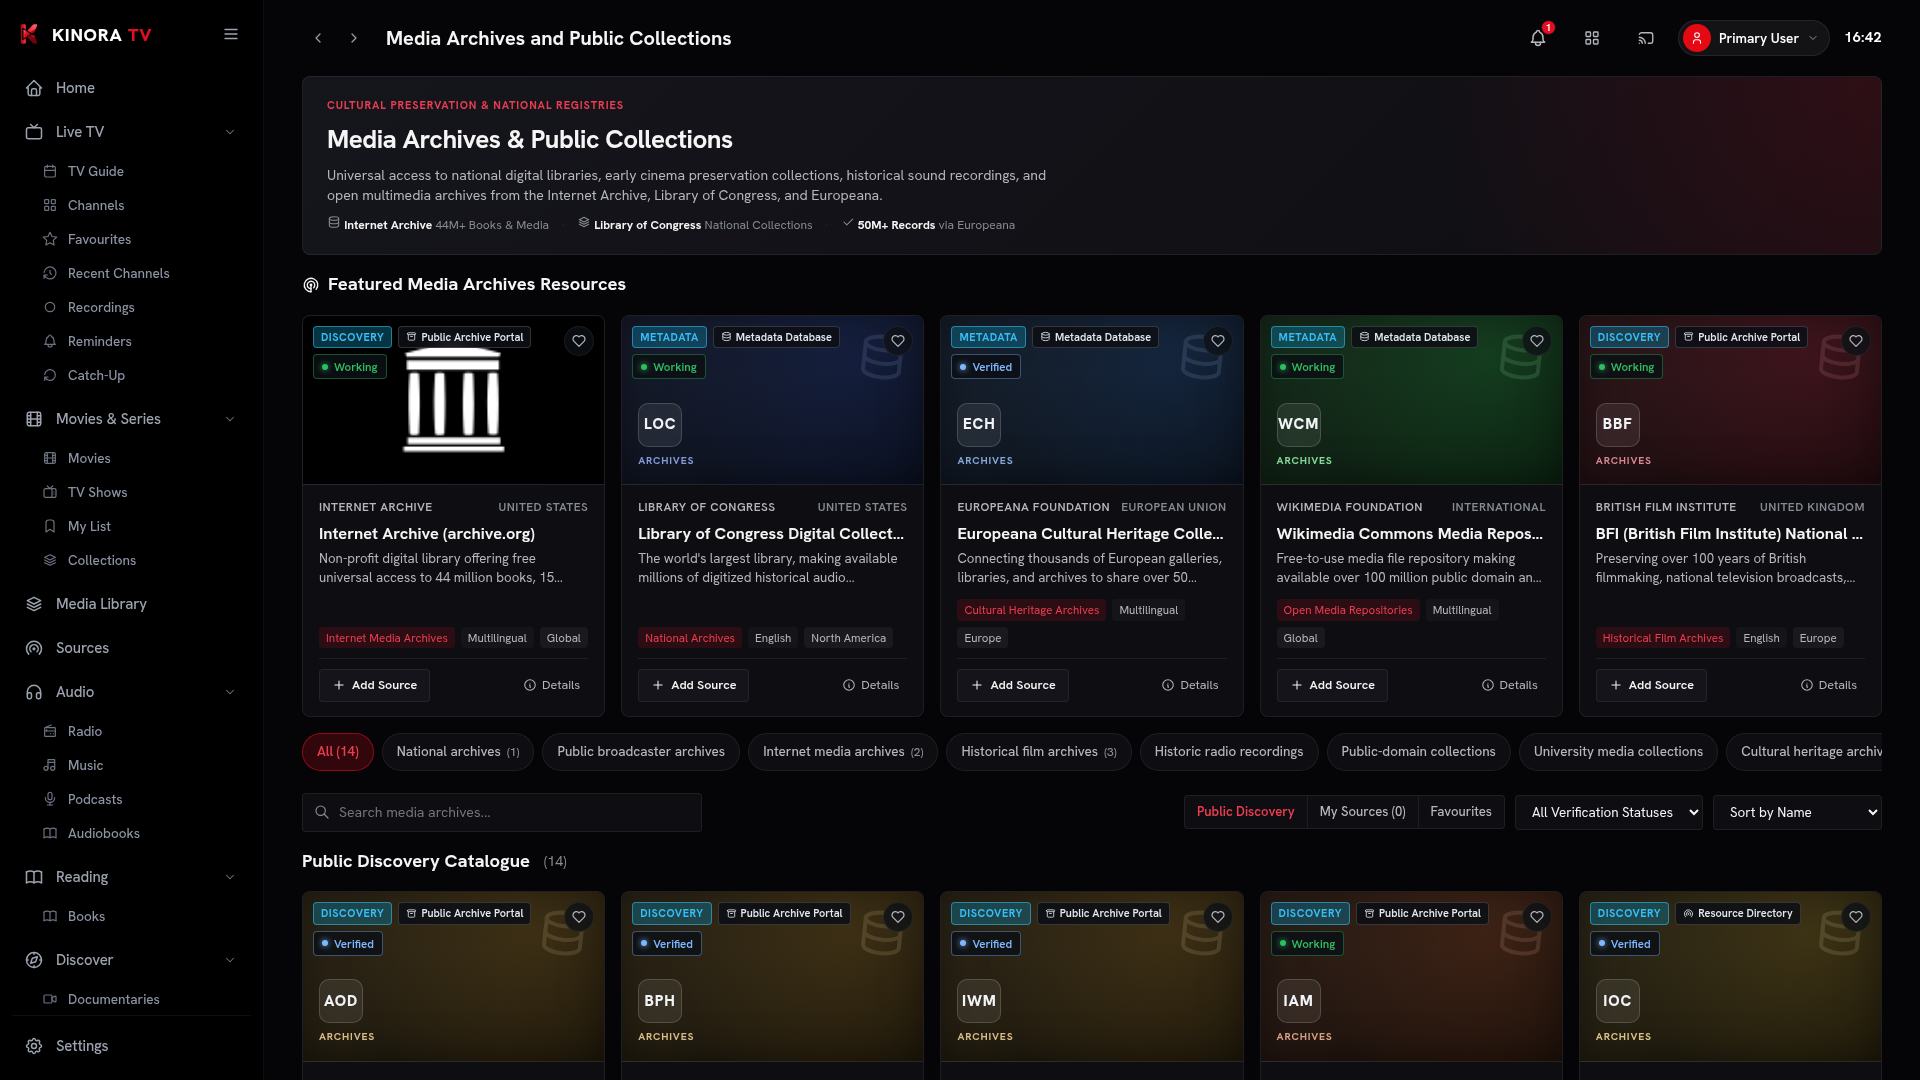 KINORA TV
Home
Live TV
TV Guide
Channels
Favourites
Recent Channels
Recordings
Reminders
Catch-Up
Movies & Series
Movies
TV Shows
My List
Collections
Media Library
Sources
Audio
Radio
Music
Podcasts
Audiobooks
Reading
Books
Discover
Documentaries
Settings
Media Archives and Public Collections
1
Primary User
16:42
CULTURAL PRESERVATION & NATIONAL REGISTRIES
Media Archives & Public Collections
Universal access to national digital libraries, early cinema preservation collections, historical sound recordings, and
open multimedia archives from the Internet Archive, Library of Congress, and Europeana.
Internet Archive 44M+ Books & Media · Library of Congress National Collections · 50M+ Records via Europeana
Featured Media Archives Resources
DISCOVERY Public Archive Portal
Working
INTERNET ARCHIVE UNITED STATES
Internet Archive (archive.org)
Non-profit digital library offering free
universal access to 44 million books, 15...
Internet Media Archives Multilingual Global
Add Source Details
METADATA Metadata Database
Working
LOC
ARCHIVES
LIBRARY OF CONGRESS UNITED STATES
Library of Congress Digital Collect...
The world's largest library, making available
millions of digitized historical audio...
National Archives English North America
Add Source Details
METADATA Metadata Database
Verified
ECH
ARCHIVES
EUROPEANA FOUNDATION EUROPEAN UNION
Europeana Cultural Heritage Colle...
Connecting thousands of European galleries,
libraries, and archives to share over 50...
Cultural Heritage Archives Multilingual
Europe
Add Source Details
METADATA Metadata Database
Working
WCM
ARCHIVES
WIKIMEDIA FOUNDATION INTERNATIONAL
Wikimedia Commons Media Repos...
Free-to-use media file repository making
available over 100 million public domain an...
Open Media Repositories Multilingual
Global
Add Source Details
DISCOVERY Public Archive Portal
Working
BBF
ARCHIVES
BRITISH FILM INSTITUTE UNITED KINGDOM
BFI (British Film Institute) National ...
Preserving over 100 years of British
filmmaking, national television broadcasts,...
Historical Film Archives English Europe
Add Source Details
All (14) National archives (1) Public broadcaster archives Internet media archives (2) Historical film archives (3) Historic radio recordings Public-domain collections University media collections Cultural heritage archiv
Search media archives...
Public Discovery My Sources (0) Favourites All Verification Statuses Sort by Name
Public Discovery Catalogue (14)
DISCOVERY Public Archive Portal
Verified
AOD
ARCHIVES
DISCOVERY Public Archive Portal
Verified
BPH
ARCHIVES
DISCOVERY Public Archive Portal
Verified
IWM
ARCHIVES
DISCOVERY Public Archive Portal
Working
IAM
ARCHIVES
DISCOVERY Resource Directory
Verified
IOC
ARCHIVES